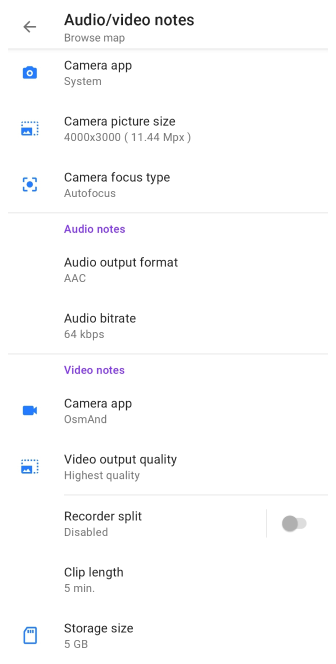 Audio/video notes
Browse map
Camera app
System
Camera picture size
4000x3000 ( 11.44 Mpx )
Camera focus type
Autofocus
Audio notes
Audio output format
AAC
Audio bitrate
64 kbps
Video notes
Camera app
OsmAnd
Video output quality
Highest quality
Recorder split
Disabled
Clip length
5 min.
Storage size
5 GB